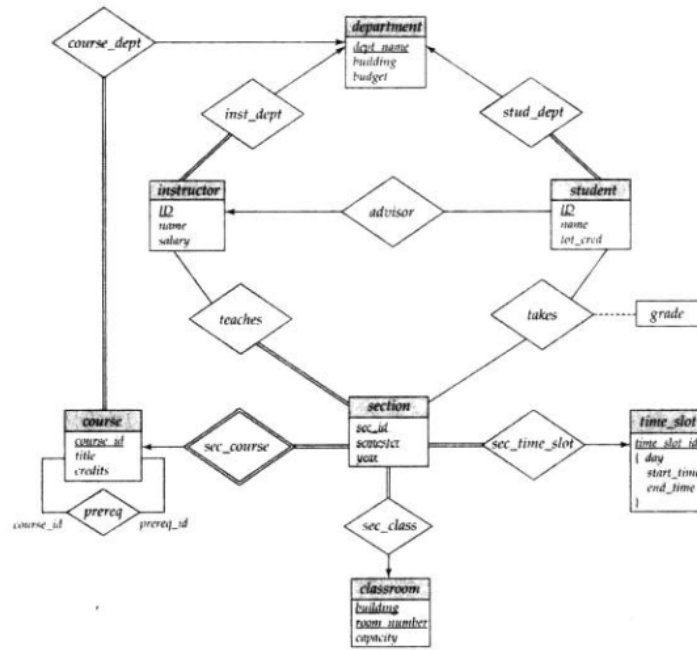 department
course_dept
dept_name
building
budget
inst_dept
stud_dept
instructor
ID
name
salary
advisor
student
ID
name
tot_cred
teaches
takes
grade
section
sec_id
semester
year
course
course_id
title
credits
sec_course
sec_time_slot
time_slot
time_slot_id
{ day
start_time
end_time
}
prereq
course_id
prereq_id
sec_class
classroom
building
room_number
capacity